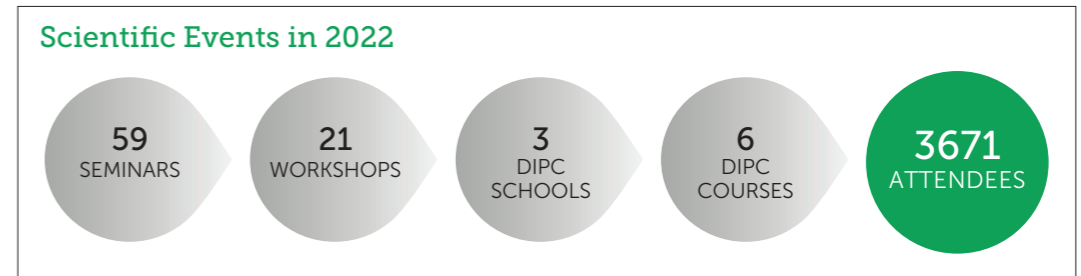 Scientific Events in 2022
59
SEMINARS
21
WORKSHOPS
3
DIPC
SCHOOLS
6
DIPC
COURSES
3671
ATTENDEES